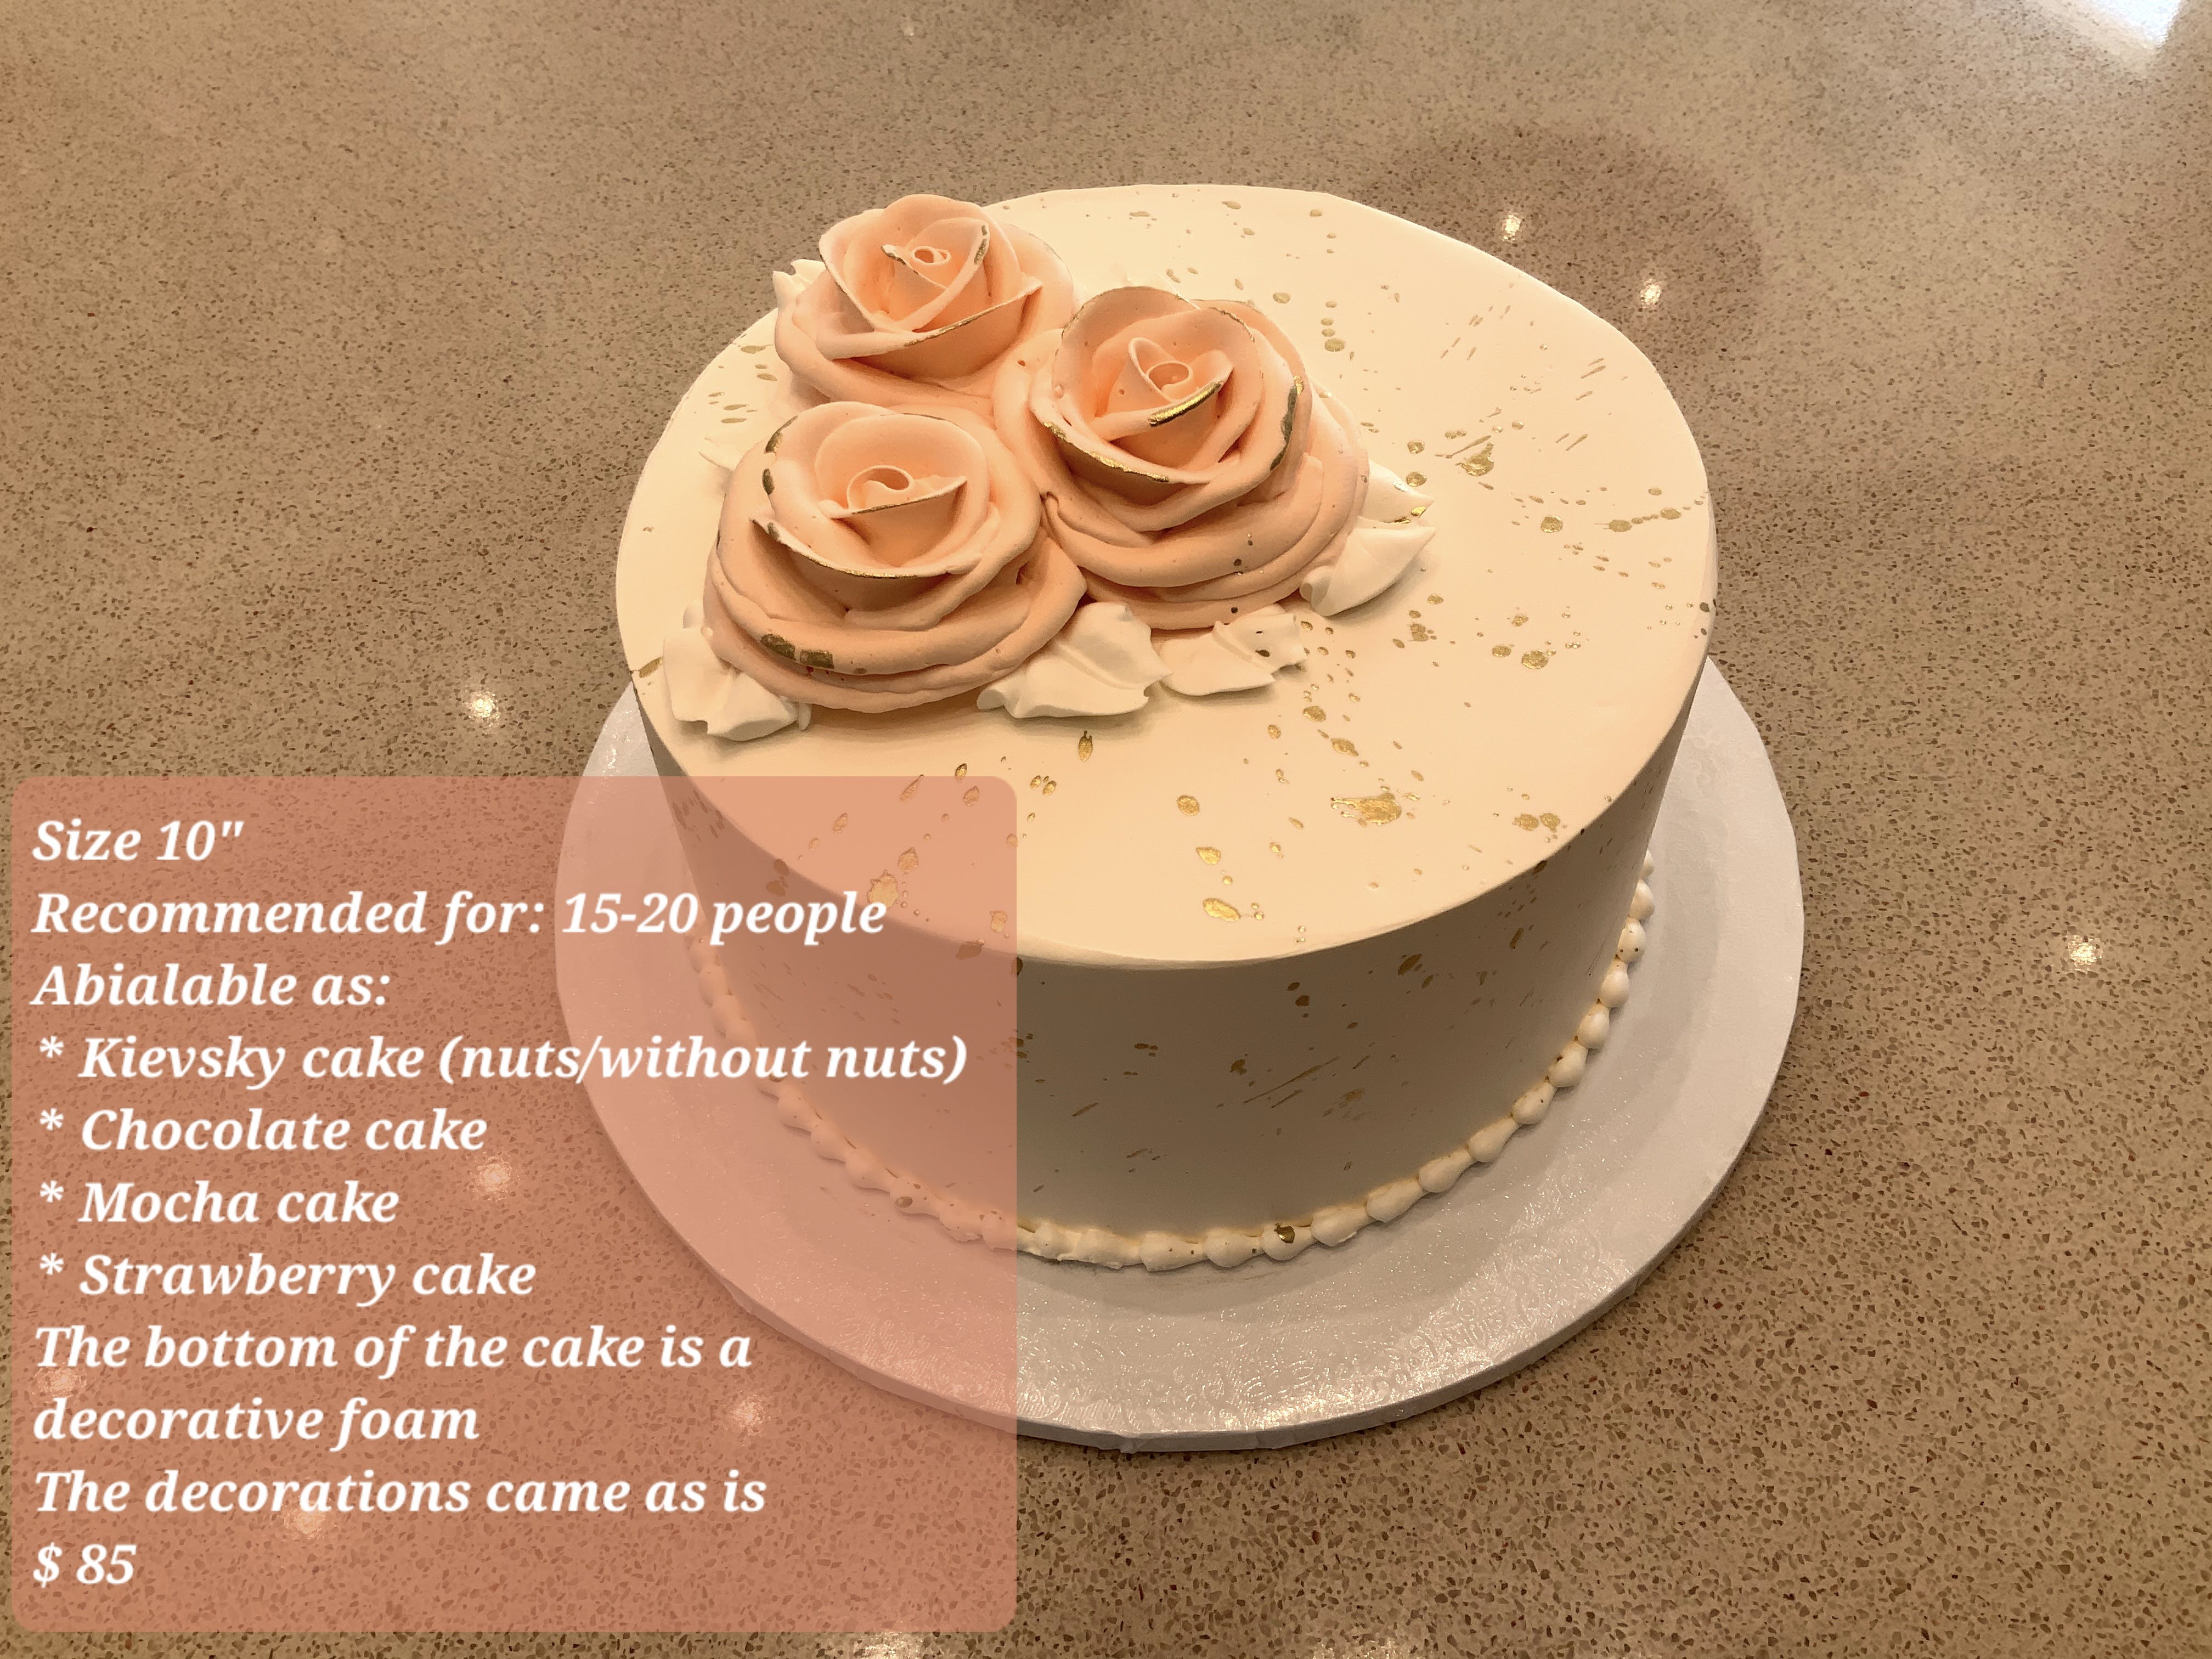 Size 10"
Recommended for: 15-20 people
Abialable as:
* Kievsky cake (nuts/without nuts)
* Chocolate cake
* Mocha cake
* Strawberry cake
The bottom of the cake is a
decorative foam
The decorations came as is
$ 85